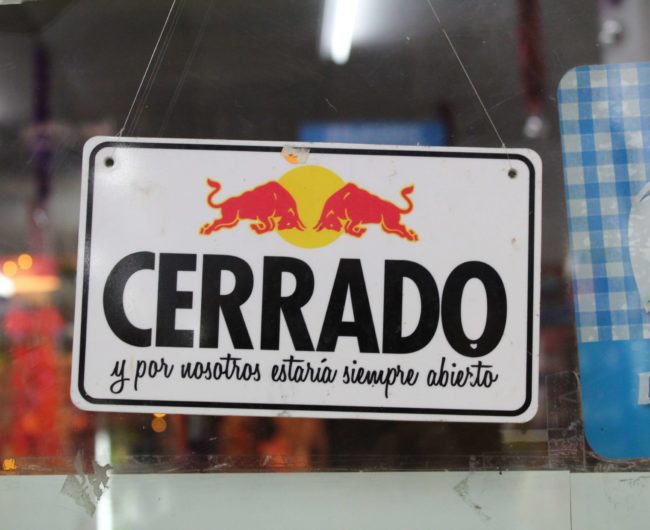 CERRADO
y por nosotros estaría siempre abierto